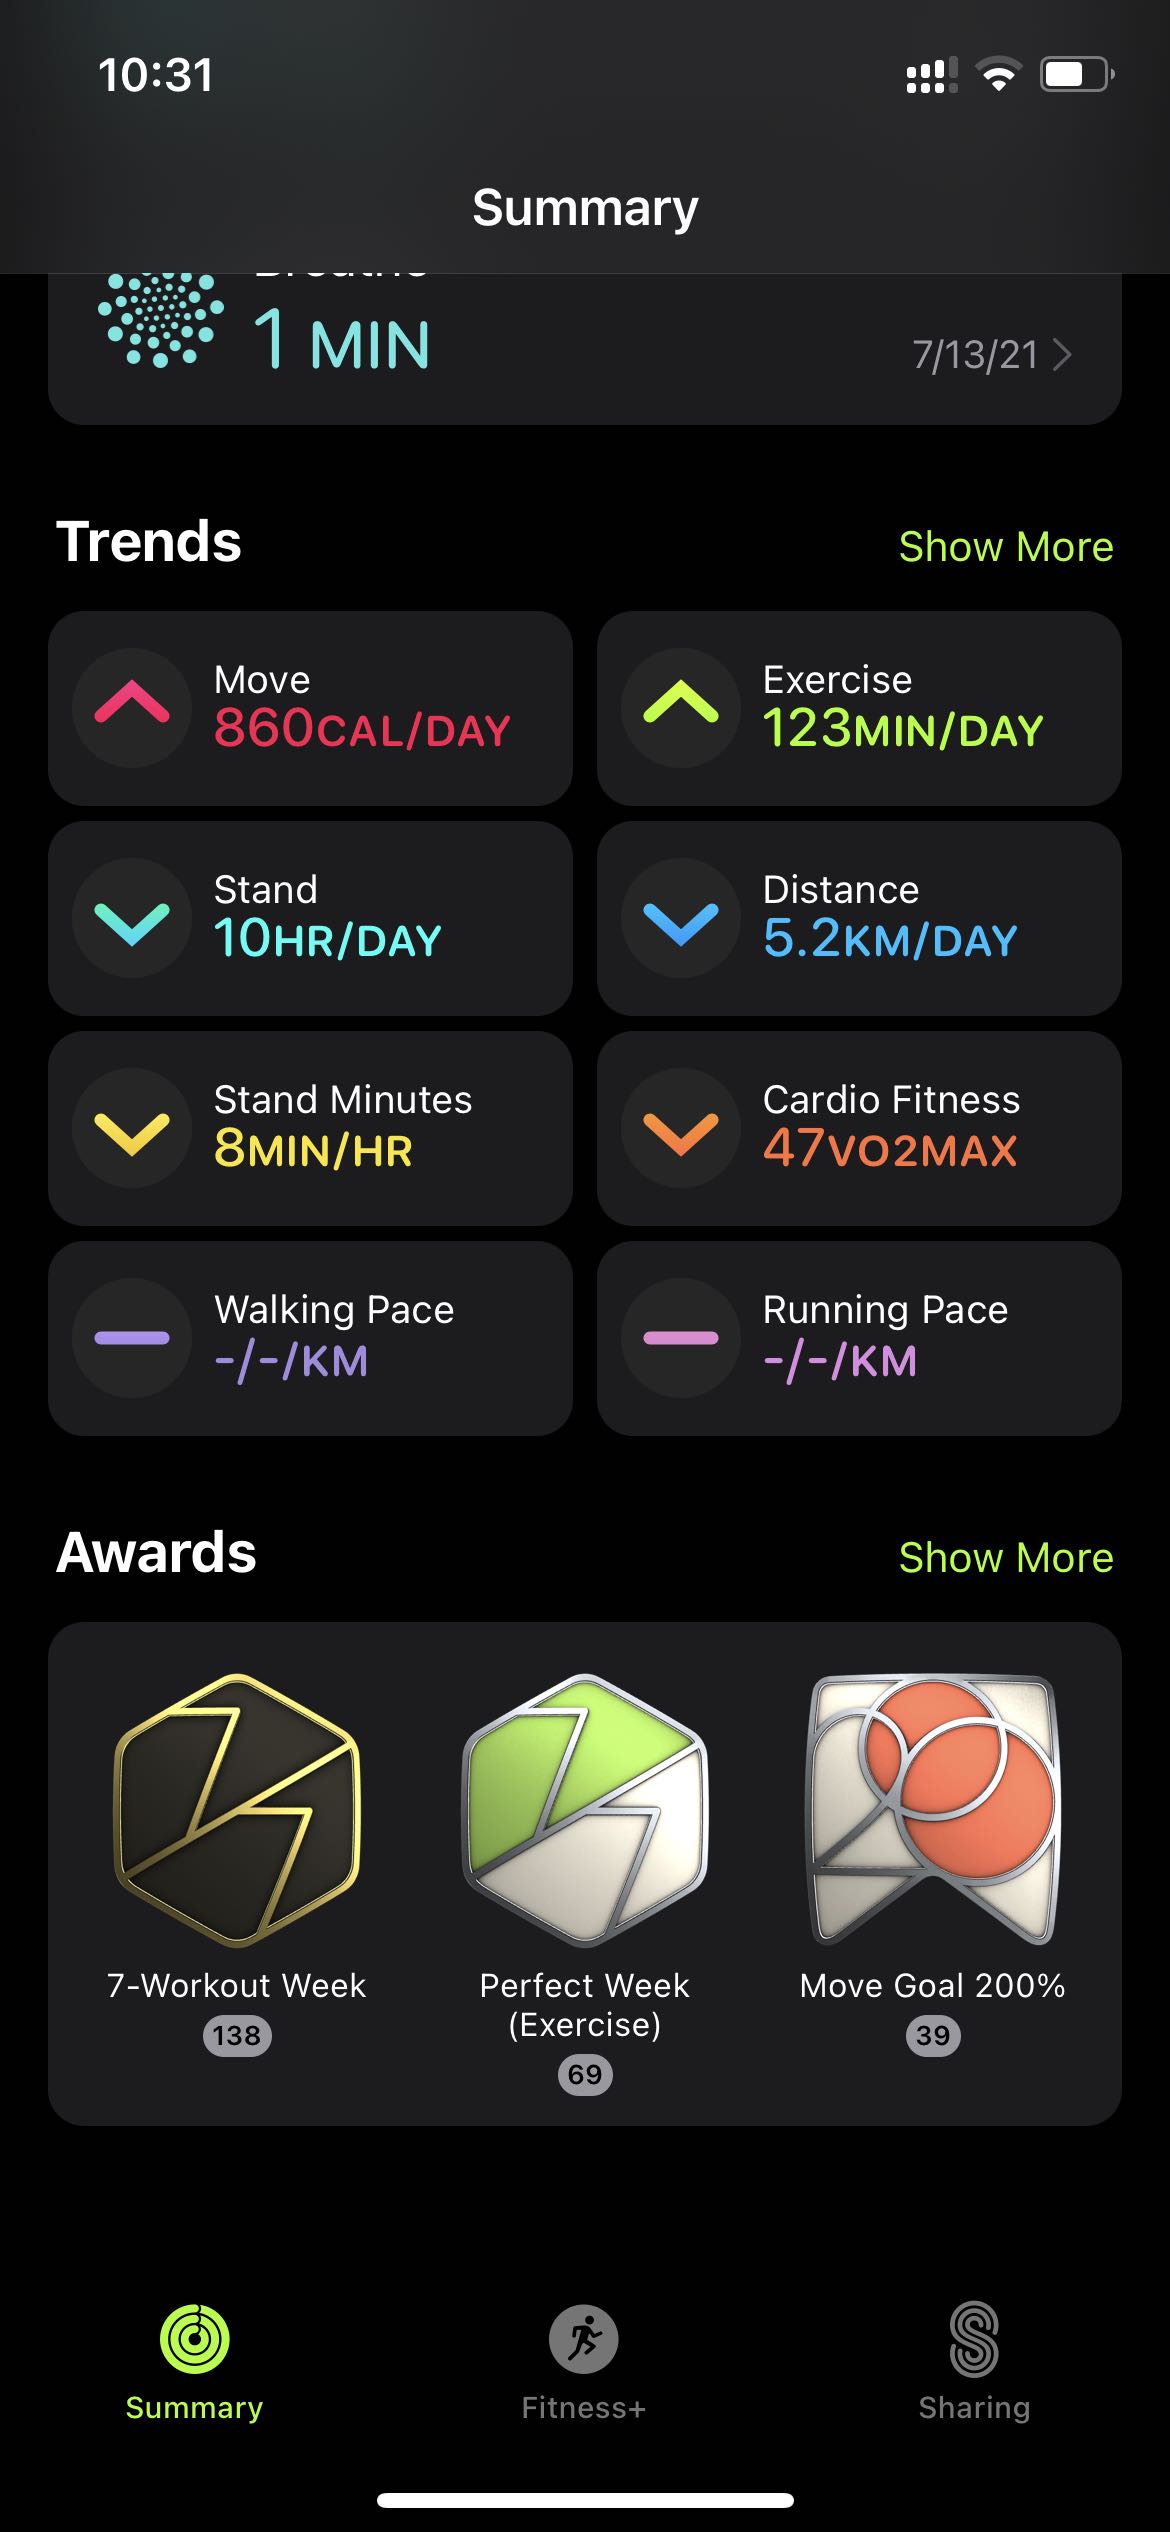 10:31
Summary
Breathe
1 MIN
7/13/21
Trends
Show More
Move
860CAL/DAY
Exercise
123MIN/DAY
Stand
10HR/DAY
Distance
5.2KM/DAY
Stand Minutes
8MIN/HR
Cardio Fitness
47VO2MAX
Walking Pace
-/-/KM
Running Pace
-/-/KM
Awards
Show More
7-Workout Week
138
Perfect Week
(Exercise)
69
Move Goal 200%
39
Summary
Fitness+
Sharing